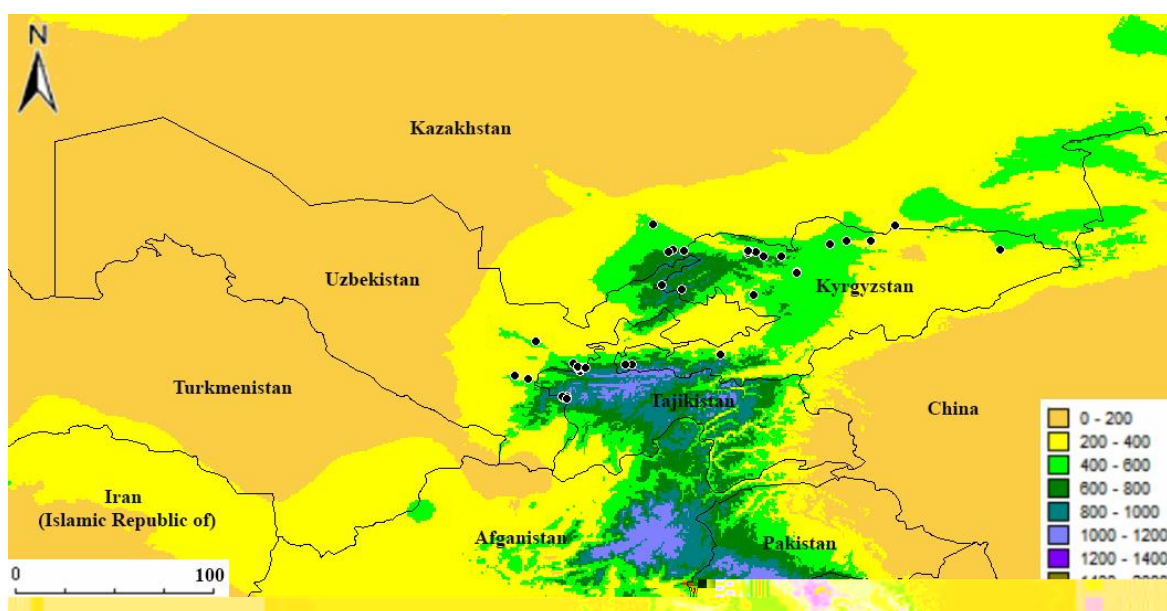 N
Kazakhstan
Uzbekistan
Kyrgyzstan
Turkmenistan
Tajikistan
China
Iran
(Islamic Republic of)
Afganistan
Pakistan
0 100
0 - 200
200 - 400
400 - 600
600 - 800
800 - 1000
1000 - 1200
1200 - 1400